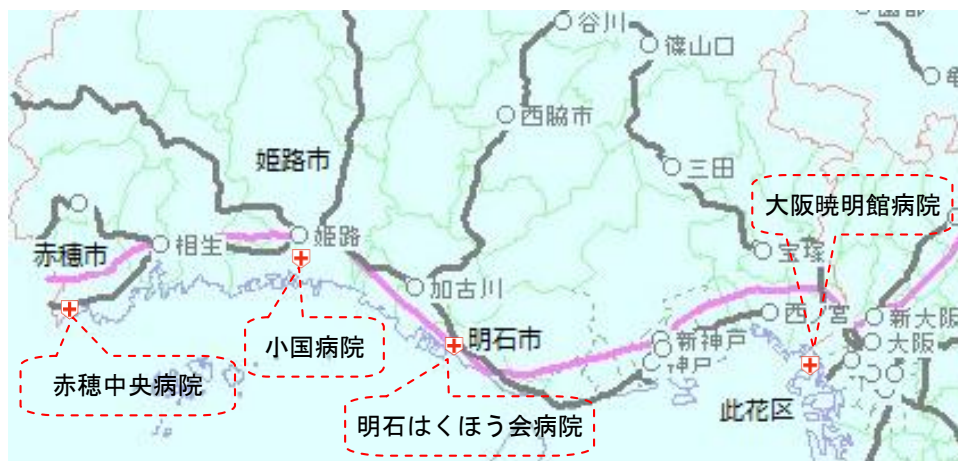 谷川
篠山口
西脇市
姫路市
三田
大阪暁明館病院
赤穂市
相生
姫路
宝塚
加古川
西宮
新大阪
小国病院
明石市
新神戸
大阪
神戸
赤穂中央病院
明石はくほう会病院
此花区